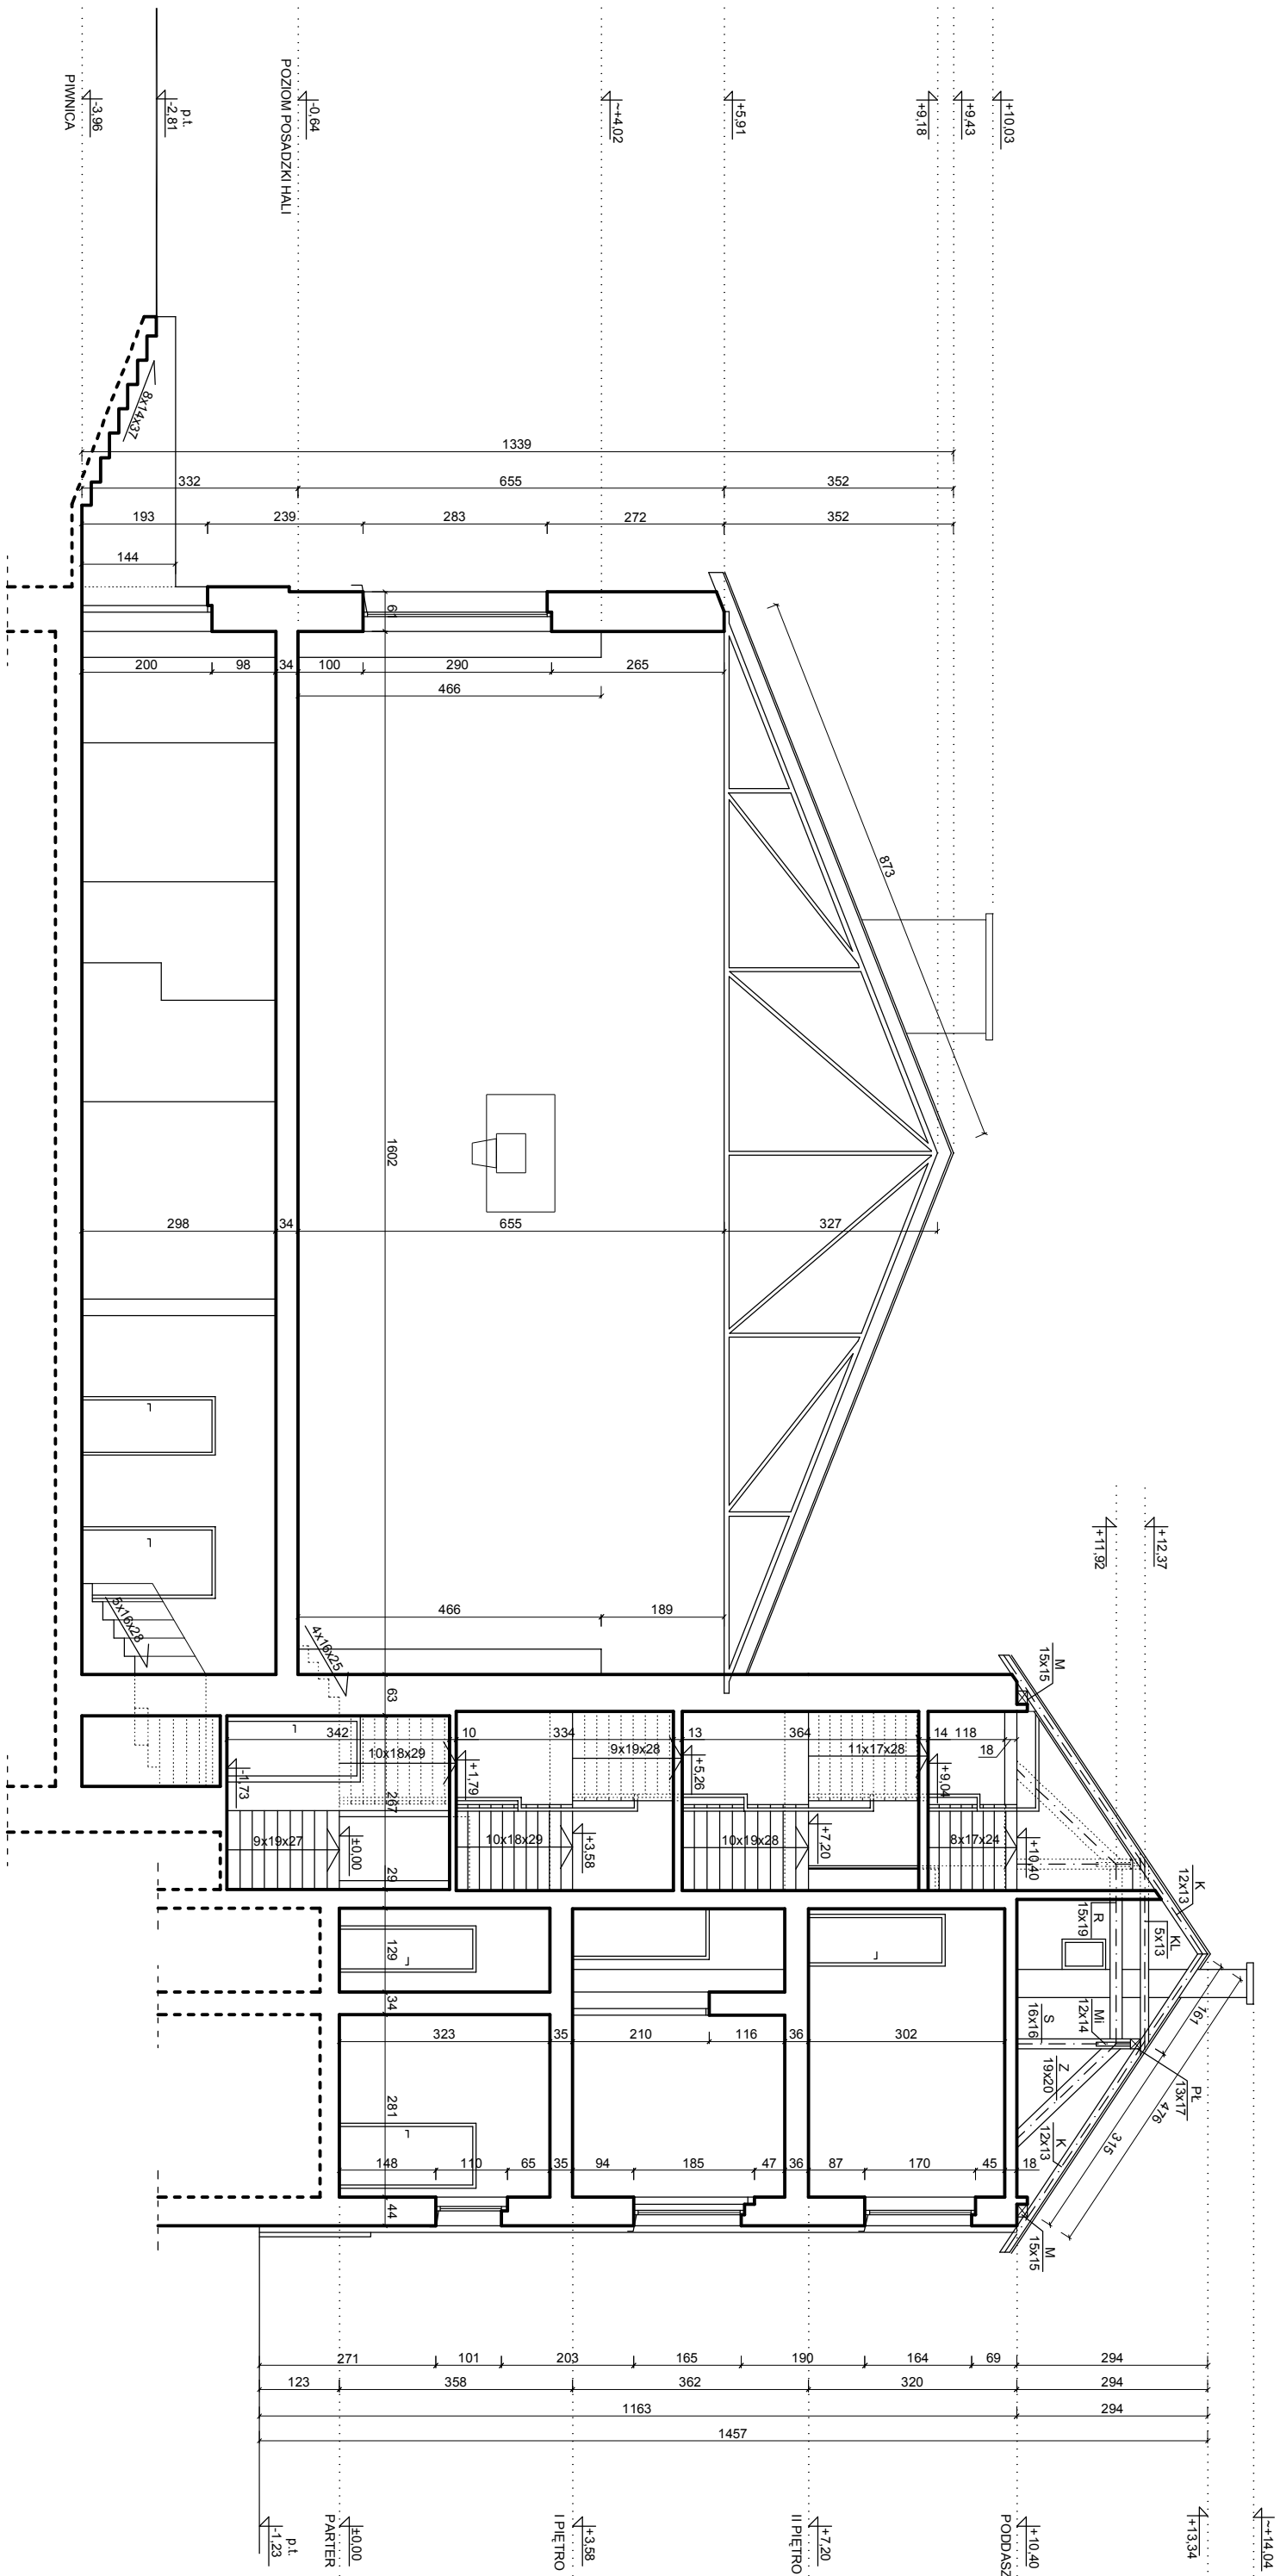 PIWNICA
-3,96
p.t.
-2,81
POZIOM POSADZKI HALI
-0,64
~+4,02
+5,91
+9,18
+9,43
+10,03
8x14x37
1339
332
655
352
193
239
283
272
352
144
61
200
98
34
100
290
265
466
873
1602
298
34
655
327
+11,92
+12,37
5x16x28
4x16x25
466
189
M
15x15
63
342
10
334
13
364
14
118
18
10x18x29
9x19x28
11x17x28
-1,73
+1,79
+5,26
+9,04
267
9x19x27
±0,00
10x18x29
+3,58
10x19x28
+7,20
8x17x24
+10,40
29
K
12x13
KL
5x13
R
15x19
129
34
Mi
12x14
S
16x16
161
323
35
210
116
36
302
Z
19x20
PŁ
13x17
476
315
K
12x13
281
148
110
65
35
94
185
47
36
87
170
45
18
44
M
15x15
271
101
203
165
190
164
69
294
123
358
362
320
294
1163
294
1457
p.t.
-1,23
PARTER
±0,00
I PIĘTRO
+3,58
II PIĘTRO
+7,20
PODDASZ
+10,40
+13,34
~+14,04